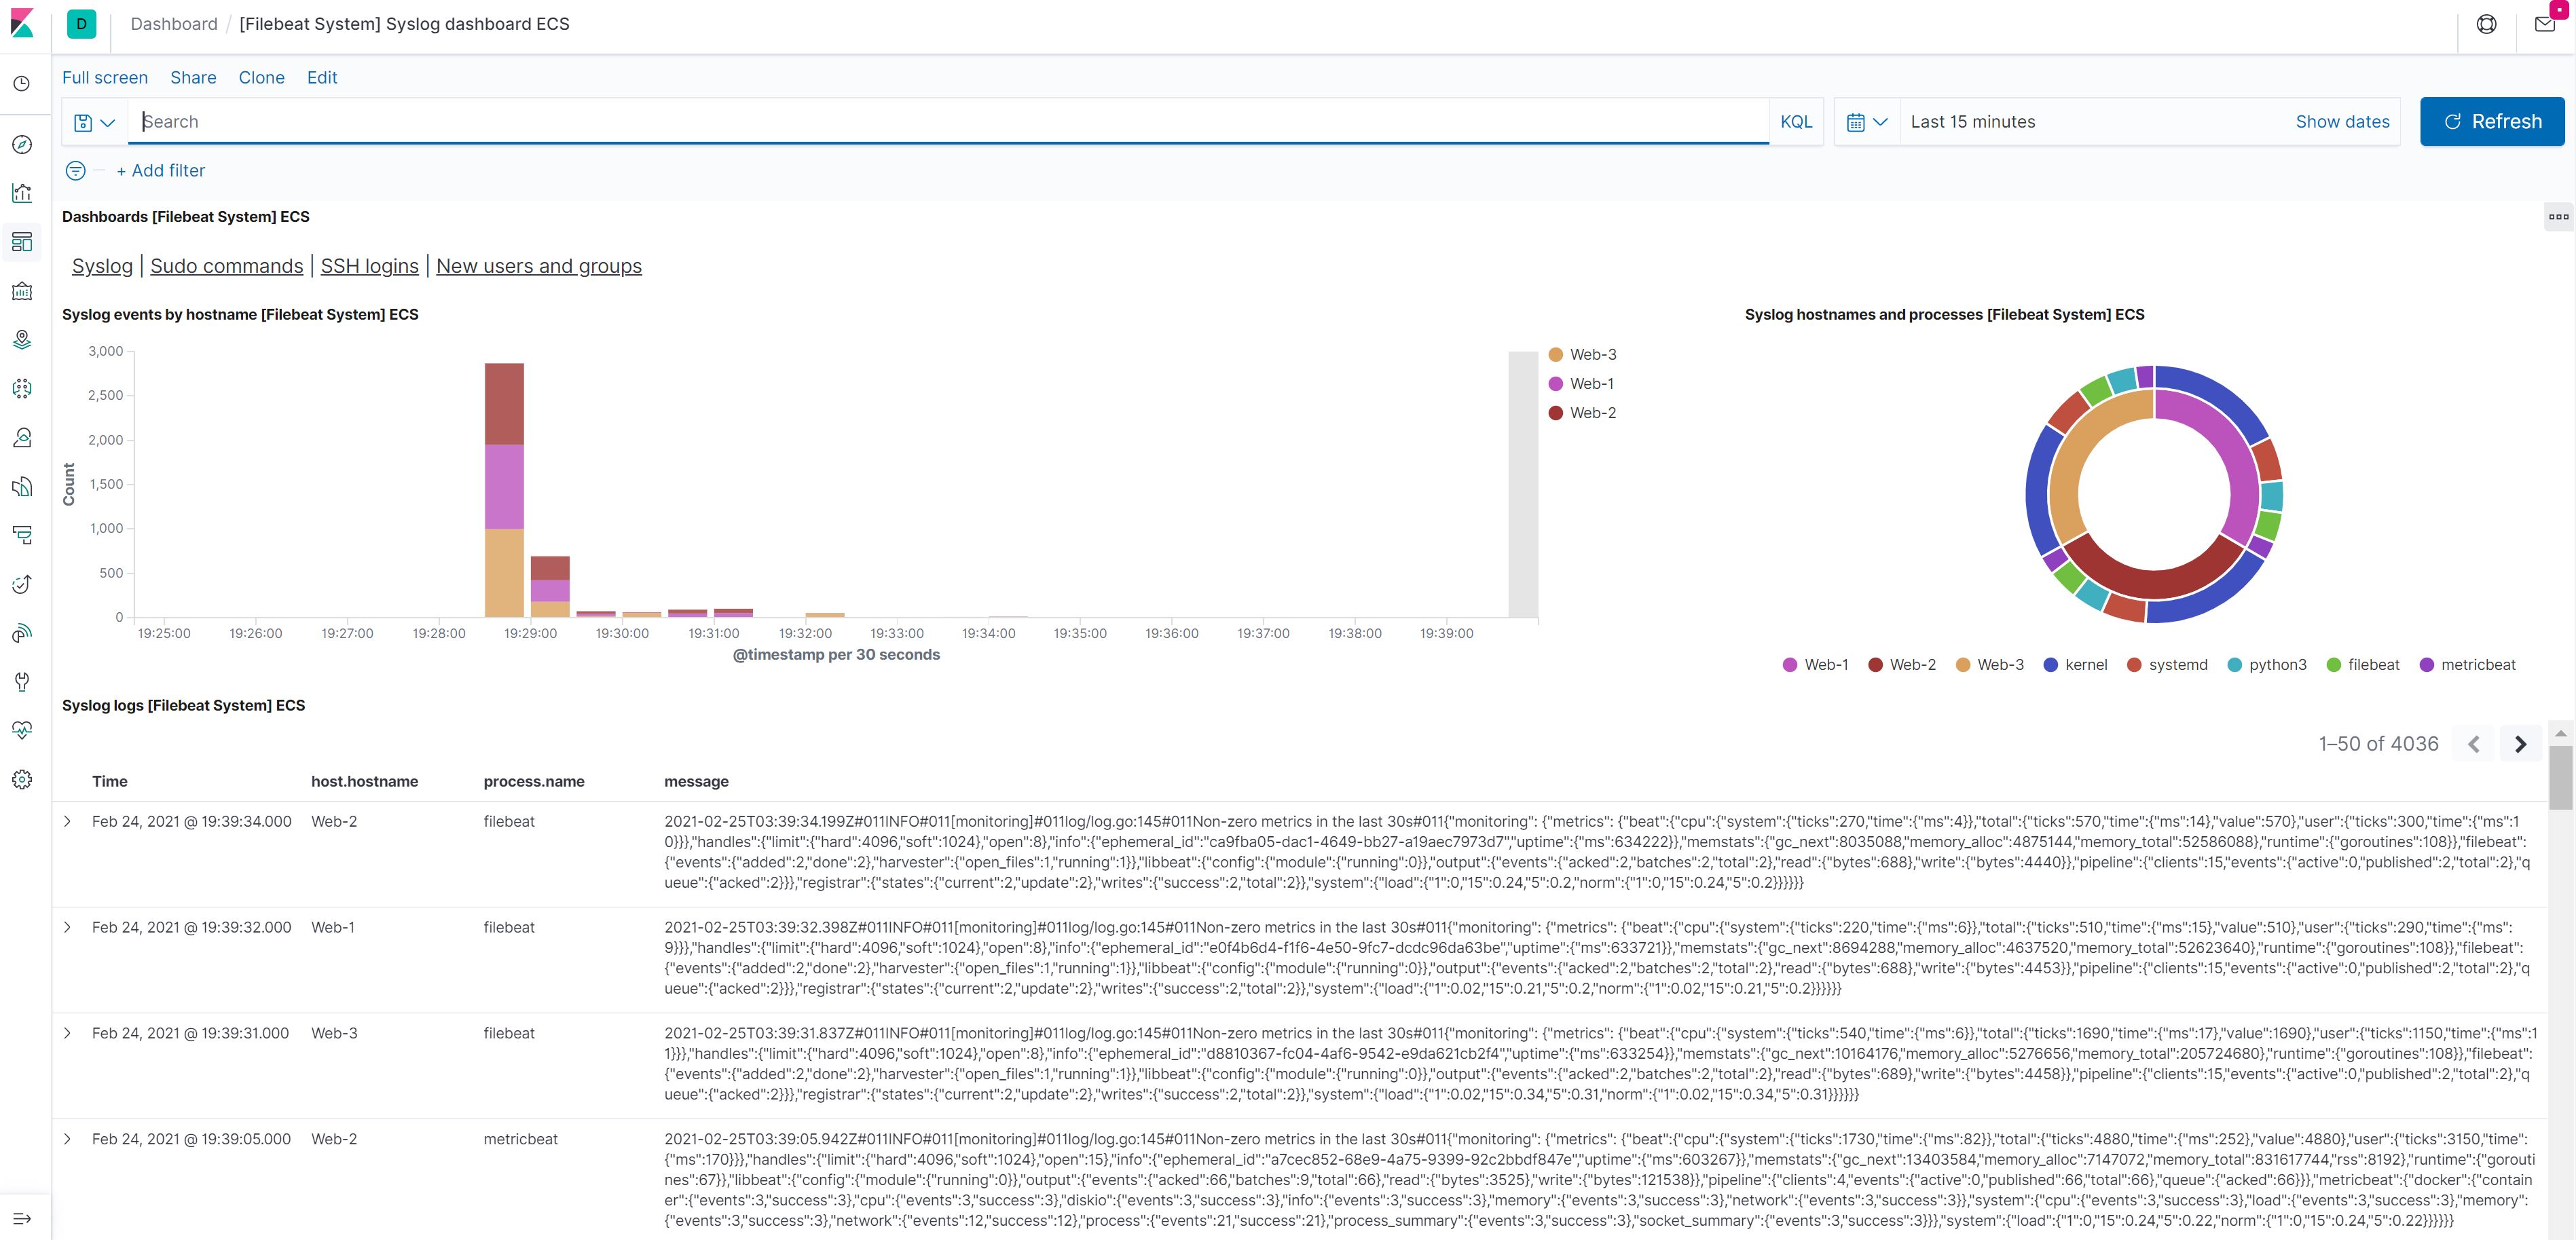 D Dashboard / [Filebeat System] Syslog dashboard ECS
Full screen Share Clone Edit
Search KQL Last 15 minutes Show dates Refresh
+ Add filter
Dashboards [Filebeat System] ECS
Syslog | Sudo commands | SSH logins | New users and groups
Syslog events by hostname [Filebeat System] ECS
3,000
2,500
2,000
1,500
1,000
500
0
Count
19:25:00 19:26:00 19:27:00 19:28:00 19:29:00 19:30:00 19:31:00 19:32:00 19:33:00 19:34:00 19:35:00 19:36:00 19:37:00 19:38:00 19:39:00
@timestamp per 30 seconds
Web-3
Web-1
Web-2
Syslog hostnames and processes [Filebeat System] ECS
Web-1 Web-2 Web-3 kernel systemd python3 filebeat metricbeat
Syslog logs [Filebeat System] ECS
1–50 of 4036
Time host.hostname process.name message
Feb 24, 2021 @ 19:39:34.000 Web-2 filebeat 2021-02-25T03:39:34.199Z#011INFO#011[monitoring]#011log/log.go:145#011Non-zero metrics in the last 30s#011{"monitoring": {"metrics": {"beat":{"cpu":{"system":{"ticks":270,"time":{"ms":4}},"total":{"ticks":570,"time":{"ms":14},"value":570},"user":{"ticks":300,"time":{"ms":1
0}}},"handles":{"limit":{"hard":4096,"soft":1024},"open":8},"info":{"ephemeral_id":"ca9fba05-dac1-4649-bb27-a19aec7973d7","uptime":{"ms":634222}},"memstats":{"gc_next":8035088,"memory_alloc":4875144,"memory_total":52586088},"runtime":{"goroutines":108}},"filebeat":
{"events":{"added":2,"done":2},"harvester":{"open_files":1,"running":1}},"libbeat":{"config":{"module":{"running":0}},"output":{"events":{"acked":2,"batches":2,"total":2},"read":{"bytes":688},"write":{"bytes":4440}},"pipeline":{"clients":15,"events":{"active":0,"published":2,"total":2},"q
ueue":{"acked":2}}},"registrar":{"states":{"current":2,"update":2},"writes":{"success":2,"total":2}},"system":{"load":{"1":0,"15":0.24,"5":0.2,"norm":{"1":0,"15":0.24,"5":0.2}}}}}}
Feb 24, 2021 @ 19:39:32.000 Web-1 filebeat 2021-02-25T03:39:32.398Z#011INFO#011[monitoring]#011log/log.go:145#011Non-zero metrics in the last 30s#011{"monitoring": {"metrics": {"beat":{"cpu":{"system":{"ticks":220,"time":{"ms":6}},"total":{"ticks":510,"time":{"ms":15},"value":510},"user":{"ticks":290,"time":{"ms":
9}}},"handles":{"limit":{"hard":4096,"soft":1024},"open":8},"info":{"ephemeral_id":"e0f4b6d4-f1f6-4e50-9fc7-dcdc96da63be","uptime":{"ms":633721}},"memstats":{"gc_next":8694288,"memory_alloc":4637520,"memory_total":52623640},"runtime":{"goroutines":108}},"filebeat":
{"events":{"added":2,"done":2},"harvester":{"open_files":1,"running":1}},"libbeat":{"config":{"module":{"running":0}},"output":{"events":{"acked":2,"batches":2,"total":2},"read":{"bytes":688},"write":{"bytes":4453}},"pipeline":{"clients":15,"events":{"active":0,"published":2,"total":2},"q
ueue":{"acked":2}}},"registrar":{"states":{"current":2,"update":2},"writes":{"success":2,"total":2}},"system":{"load":{"1":0.02,"15":0.21,"5":0.2,"norm":{"1":0.02,"15":0.21,"5":0.2}}}}}}
Feb 24, 2021 @ 19:39:31.000 Web-3 filebeat 2021-02-25T03:39:31.837Z#011INFO#011[monitoring]#011log/log.go:145#011Non-zero metrics in the last 30s#011{"monitoring": {"metrics": {"beat":{"cpu":{"system":{"ticks":540,"time":{"ms":6}},"total":{"ticks":1690,"time":{"ms":17},"value":1690},"user":{"ticks":1150,"time":{"ms":1
1}}},"handles":{"limit":{"hard":4096,"soft":1024},"open":8},"info":{"ephemeral_id":"d8810367-fc04-4af6-9542-e9da621cb2f4","uptime":{"ms":633254}},"memstats":{"gc_next":10164176,"memory_alloc":5276656,"memory_total":205724680},"runtime":{"goroutines":108}},"filebeat":
{"events":{"added":2,"done":2},"harvester":{"open_files":1,"running":1}},"libbeat":{"config":{"module":{"running":0}},"output":{"events":{"acked":2,"batches":2,"total":2},"read":{"bytes":689},"write":{"bytes":4458}},"pipeline":{"clients":15,"events":{"active":0,"published":2,"total":2},"q
ueue":{"acked":2}}},"registrar":{"states":{"current":2,"update":2},"writes":{"success":2,"total":2}},"system":{"load":{"1":0.02,"15":0.34,"5":0.31,"norm":{"1":0.02,"15":0.34,"5":0.31}}}}}}
Feb 24, 2021 @ 19:39:05.000 Web-2 metricbeat 2021-02-25T03:39:05.942Z#011INFO#011[monitoring]#011log/log.go:145#011Non-zero metrics in the last 30s#011{"monitoring": {"metrics": {"beat":{"cpu":{"system":{"ticks":1730,"time":{"ms":82}},"total":{"ticks":4880,"time":{"ms":252},"value":4880},"user":{"ticks":3150,"time":
{"ms":170}}},"handles":{"limit":{"hard":4096,"soft":1024},"open":15},"info":{"ephemeral_id":"a7cec852-68e9-4a75-9399-92c2bbdf847e","uptime":{"ms":603267}},"memstats":{"gc_next":13403584,"memory_alloc":7147072,"memory_total":831617744,"rss":8192},"runtime":{"gorouti
nes":67}},"libbeat":{"config":{"module":{"running":0}},"output":{"events":{"acked":66,"batches":9,"total":66},"read":{"bytes":3525},"write":{"bytes":121538}},"pipeline":{"clients":4,"events":{"active":0,"published":66,"total":66},"queue":{"acked":66}}},"metricbeat":{"docker":{"contain
er":{"events":3,"success":3},"cpu":{"events":3,"success":3},"diskio":{"events":3,"success":3},"info":{"events":3,"success":3},"memory":{"events":3,"success":3},"network":{"events":3,"success":3}},"system":{"cpu":{"events":3,"success":3},"load":{"events":3,"success":3},"memory":
{"events":3,"success":3},"network":{"events":12,"success":12},"process":{"events":21,"success":21},"process_summary":{"events":3,"success":3},"socket_summary":{"events":3,"success":3}}},"system":{"load":{"1":0,"15":0.24,"5":0.22,"norm":{"1":0,"15":0.24,"5":0.22}}}}}}